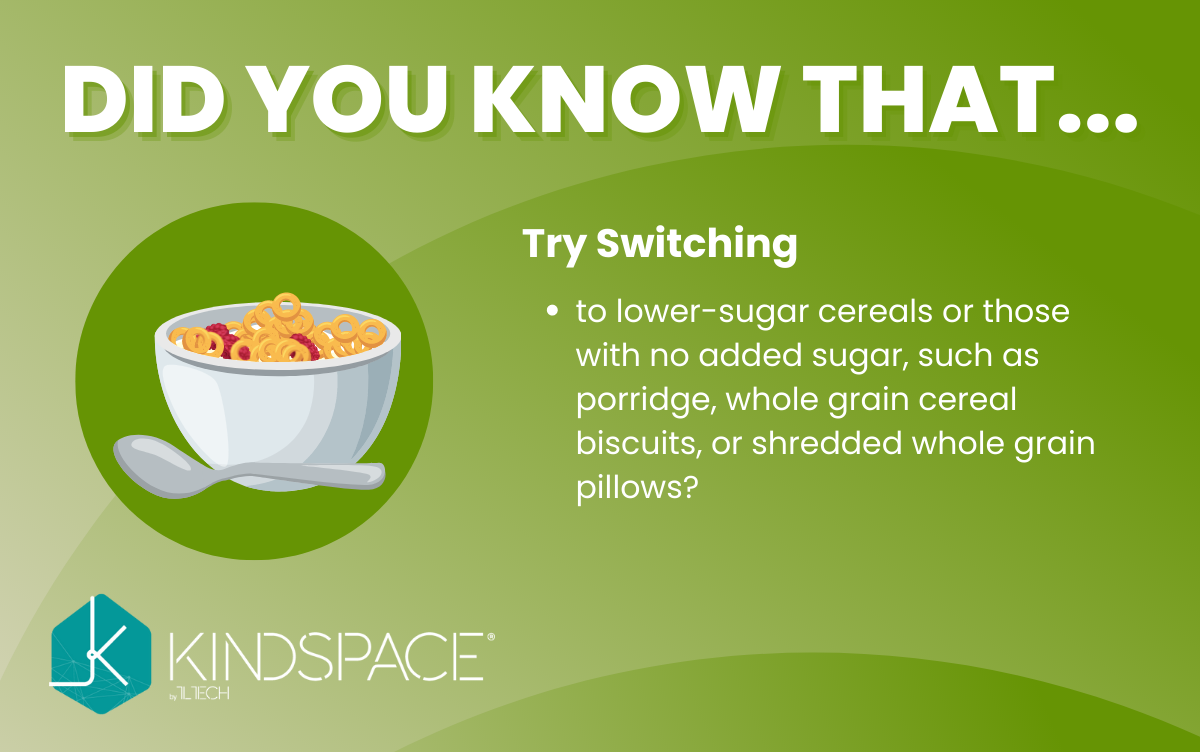 DID YOU KNOW THAT...
Try Switching
• to lower-sugar cereals or those
with no added sugar, such as
porridge, whole grain cereal
biscuits, or shredded whole grain
pillows?
KINDSPACE®
by TLTECH